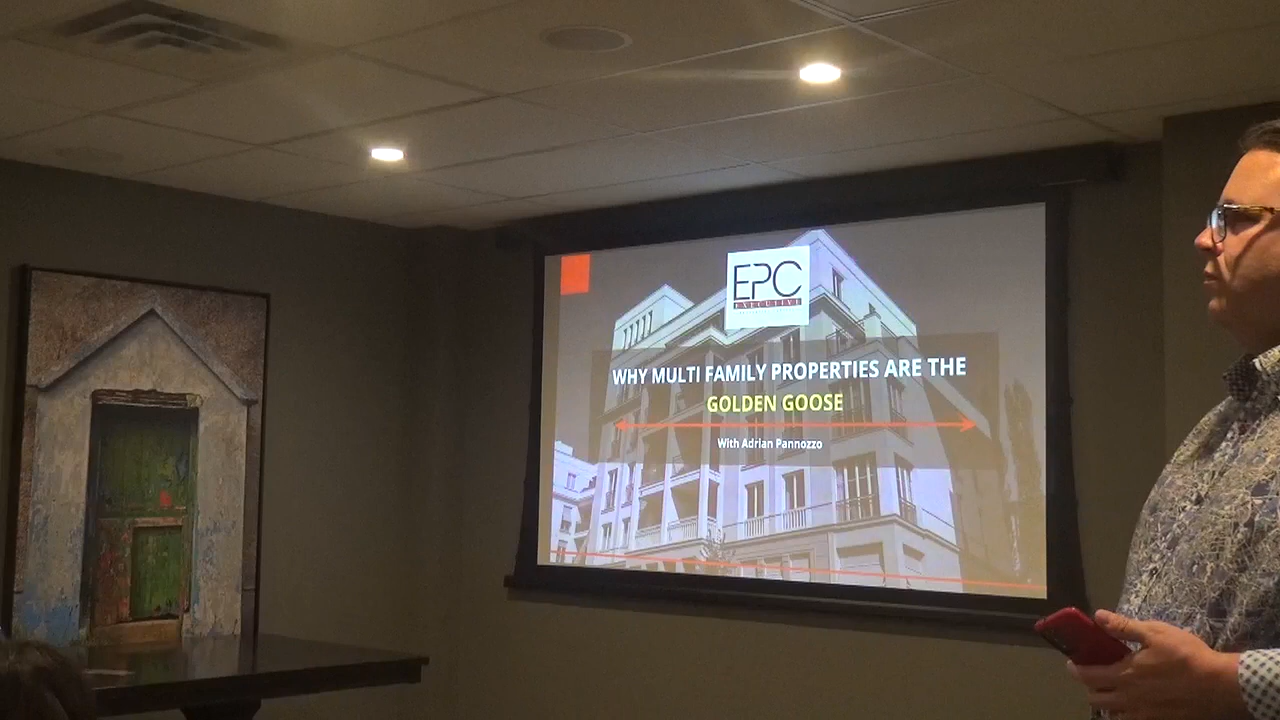 EPC
EXECUTIVE
WHY MULTI FAMILY PROPERTIES ARE THE
GOLDEN GOOSE
With Adrian Pannozzo